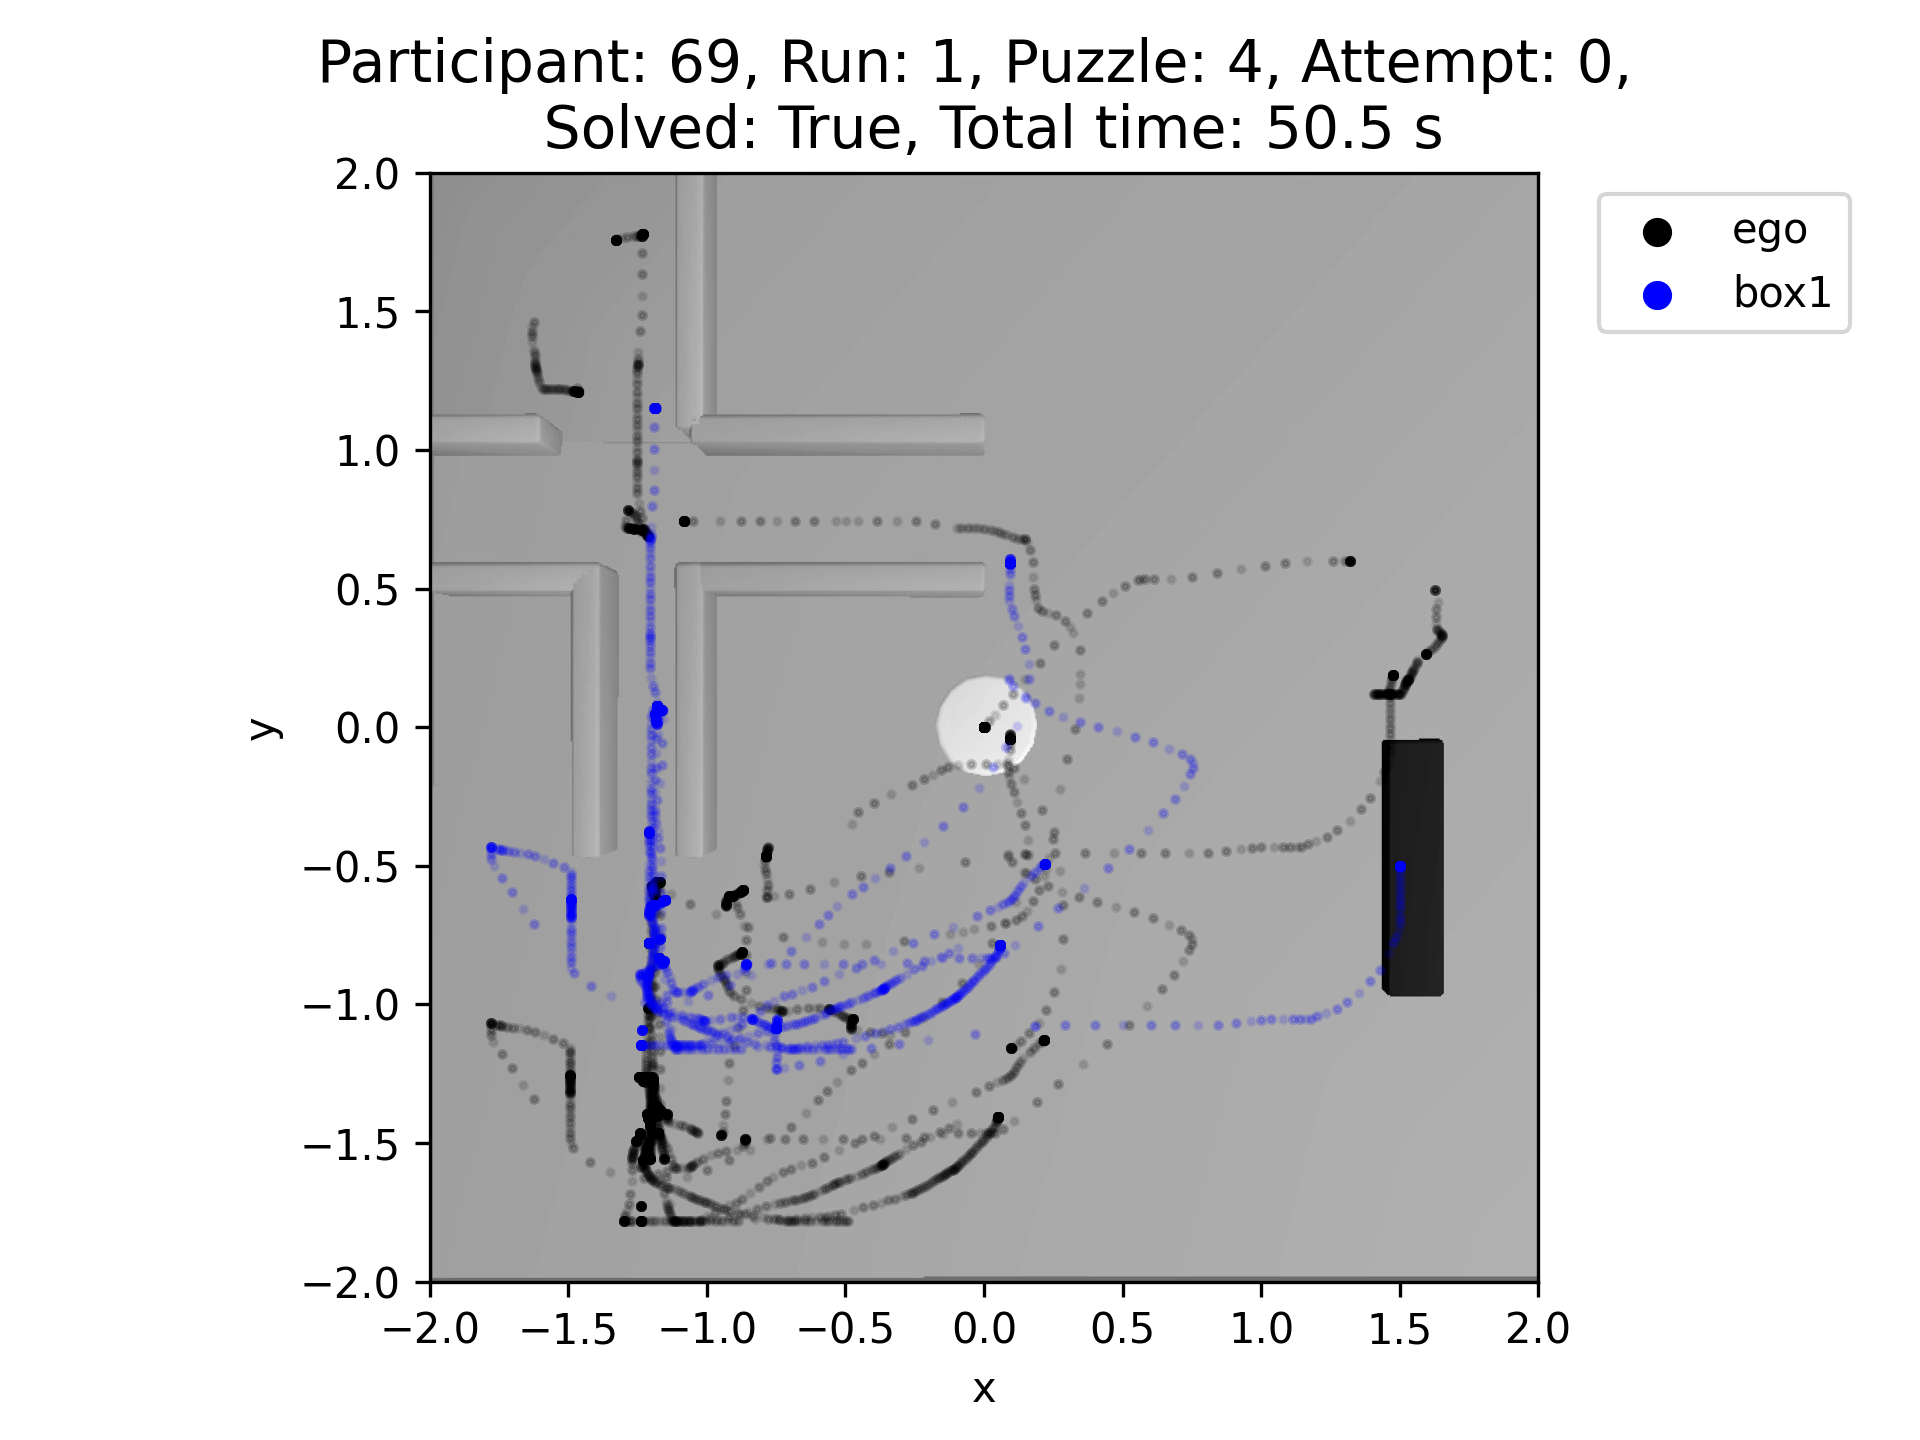 Participant: 69, Run: 1, Puzzle: 4, Attempt: 0,
Solved: True, Total time: 50.5 s
ego
box1
2.0
1.5
1.0
0.5
0.0
−0.5
−1.0
−1.5
−2.0
y
−2.0 −1.5 −1.0 −0.5 0.0 0.5 1.0 1.5 2.0
x